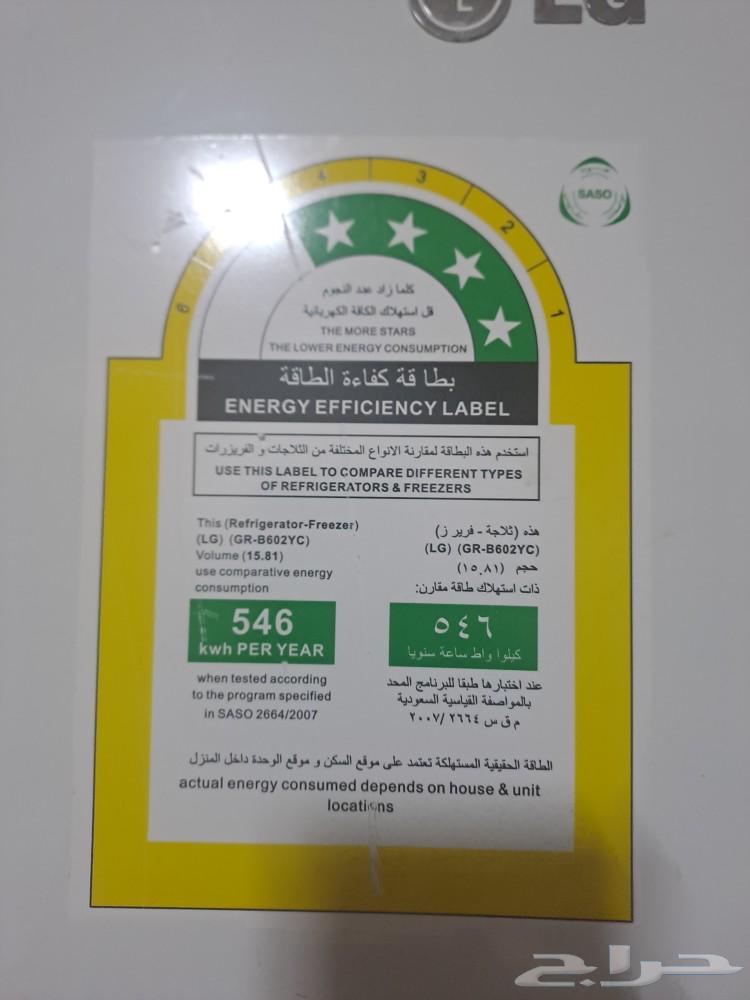 LG
SASO
1
2
3
4
6
كلما زاد عدد النجوم
قل استهلاك الكافة الكهربائية
THE MORE STARS
THE LOWER ENERGY CONSUMPTION
بطا قة كفاءة الطاقة
ENERGY EFFICIENCY LABEL
استخدم هذه البطاقة لمقارنة الانواع المختلفة من الثلاجات و الفريزرات
USE THIS LABEL TO COMPARE DIFFERENT TYPES
OF REFRIGERATORS & FREEZERS
This (Refrigerator-Freezer)
(LG) (GR-B602YC)
Volume (15.81)
use comparative energy
consumption
546
kwh PER YEAR
when tested according
to the program specified
in SASO 2664/2007
هذه (ثلاجة - فرير ز)
(LG) (GR-B602YC)
حجم (١٥,٨١)
ذات استهلاك طاقة مقارن:
٥٤٦
كيلوا واط ساعة سنويا
عند اختبارها طبقا للبرنامج المحد
بالمواصفة القياسية السعودية
م ق س ٢٦٦٤ /٢٠٠٧
الطاقة الحقيقية المستهلكة تعتمد على موقع السكن و موقع الوحدة داخل المنزل
actual energy consumed depends on house & unit
locations
حراج